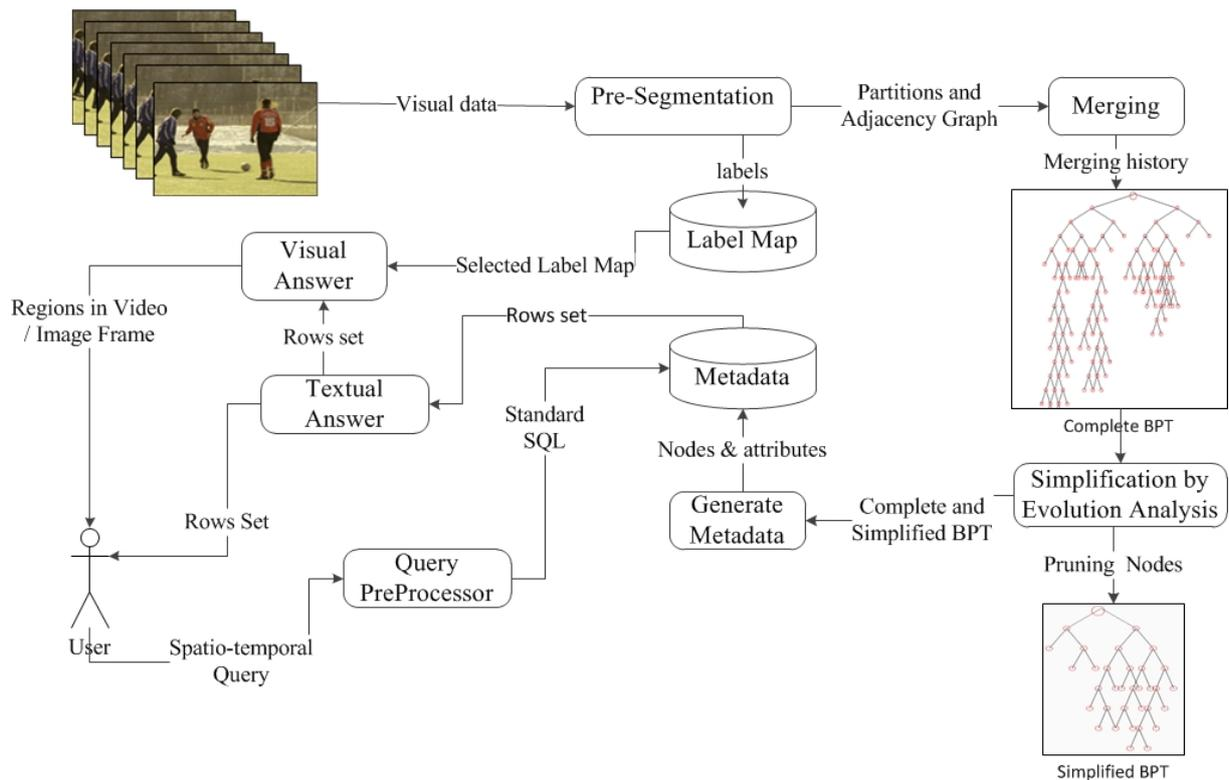 Visual data
Pre-Segmentation
Partitions and
Adjacency Graph
Merging
labels
Merging history
Label Map
Visual
Answer
Selected Label Map
Regions in Video
/ Image Frame
Rows set
Rows set
Metadata
Textual
Answer
Standard
SQL
Complete BPT
Nodes & attributes
Simplification by
Evolution Analysis
Generate
Metadata
Complete and
Simplified BPT
Rows Set
Query
PreProcessor
Pruning Nodes
User
Spatio-temporal
Query
Simplified BPT